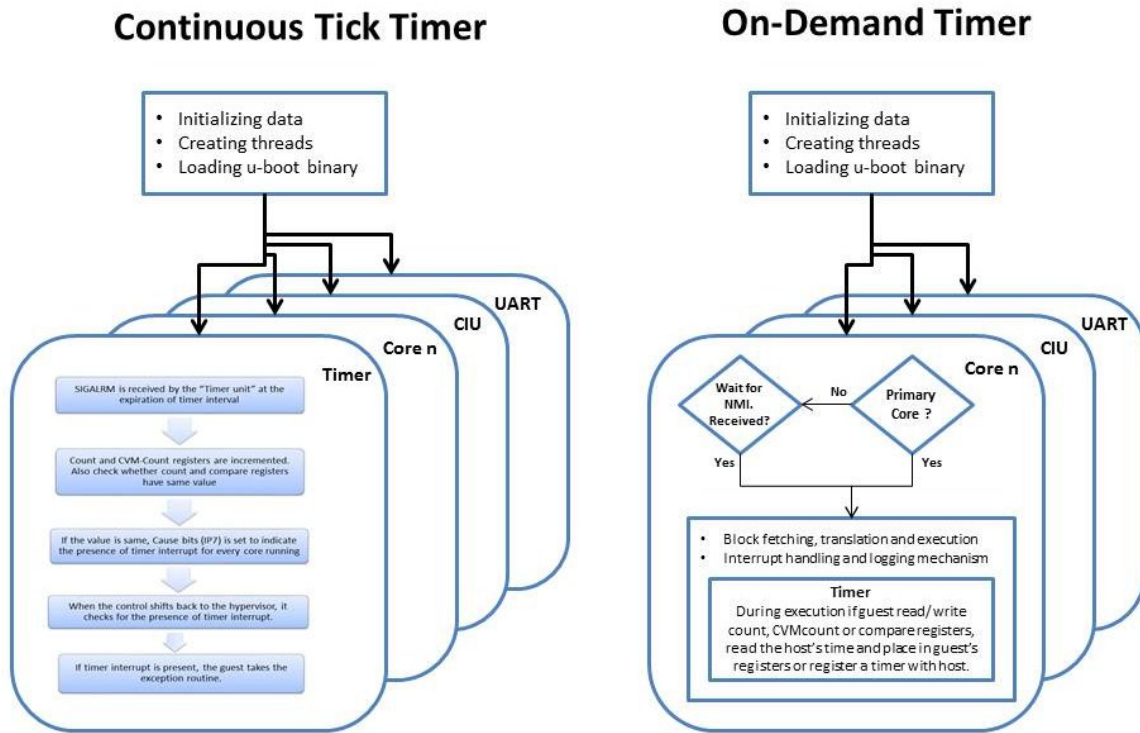 Continuous Tick Timer
• Initializing data
• Creating threads
• Loading u-boot binary
UART
CIU
Core n
Timer
SIGALRM is received by the "Timer unit" at the
expiration of timer interval
Count and CVM-Count registers are incremented.
Also check whether count and compare registers
have same value
If the value is same, Cause bits (IP7) is set to indicate
the presence of timer interrupt for every core running
When the control shifts back to the hypervisor, it
checks for the presence of timer interrupt.
If timer interrupt is present, the guest takes the
exception routine.
On-Demand Timer
• Initializing data
• Creating threads
• Loading u-boot binary
UART
CIU
Core n
Wait for
NMI.
Received?
No
Primary
Core ?
Yes
Yes
• Block fetching, translation and execution
• Interrupt handling and logging mechanism
Timer
During execution if guest read/write
count, CVMcount or compare registers,
read the host's time and place in guest's
registers or register a timer with host.